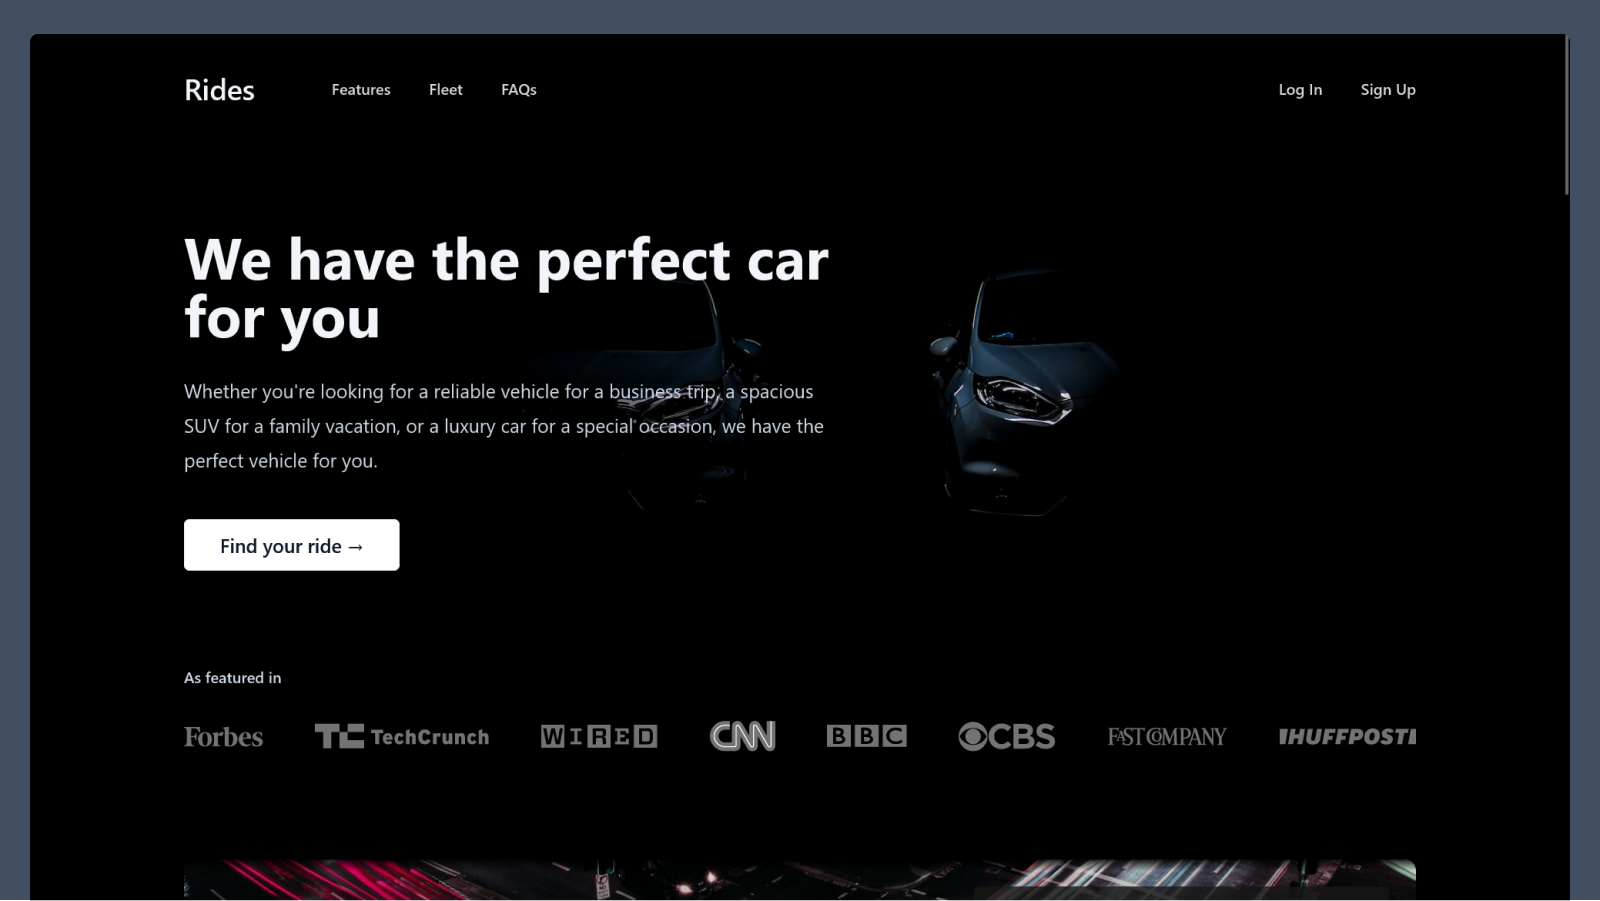 Rides
Features
Fleet
FAQs
Log In
Sign Up
We have the perfect car
for you
Whether you're looking for a reliable vehicle for a business trip, a spacious
SUV for a family vacation, or a luxury car for a special occasion, we have the
perfect vehicle for you.
Find your ride →
As featured in
Forbes
TC TechCrunch
WIRED
CNN
BBC
CBS
FAST COMPANY
HUFFPOST